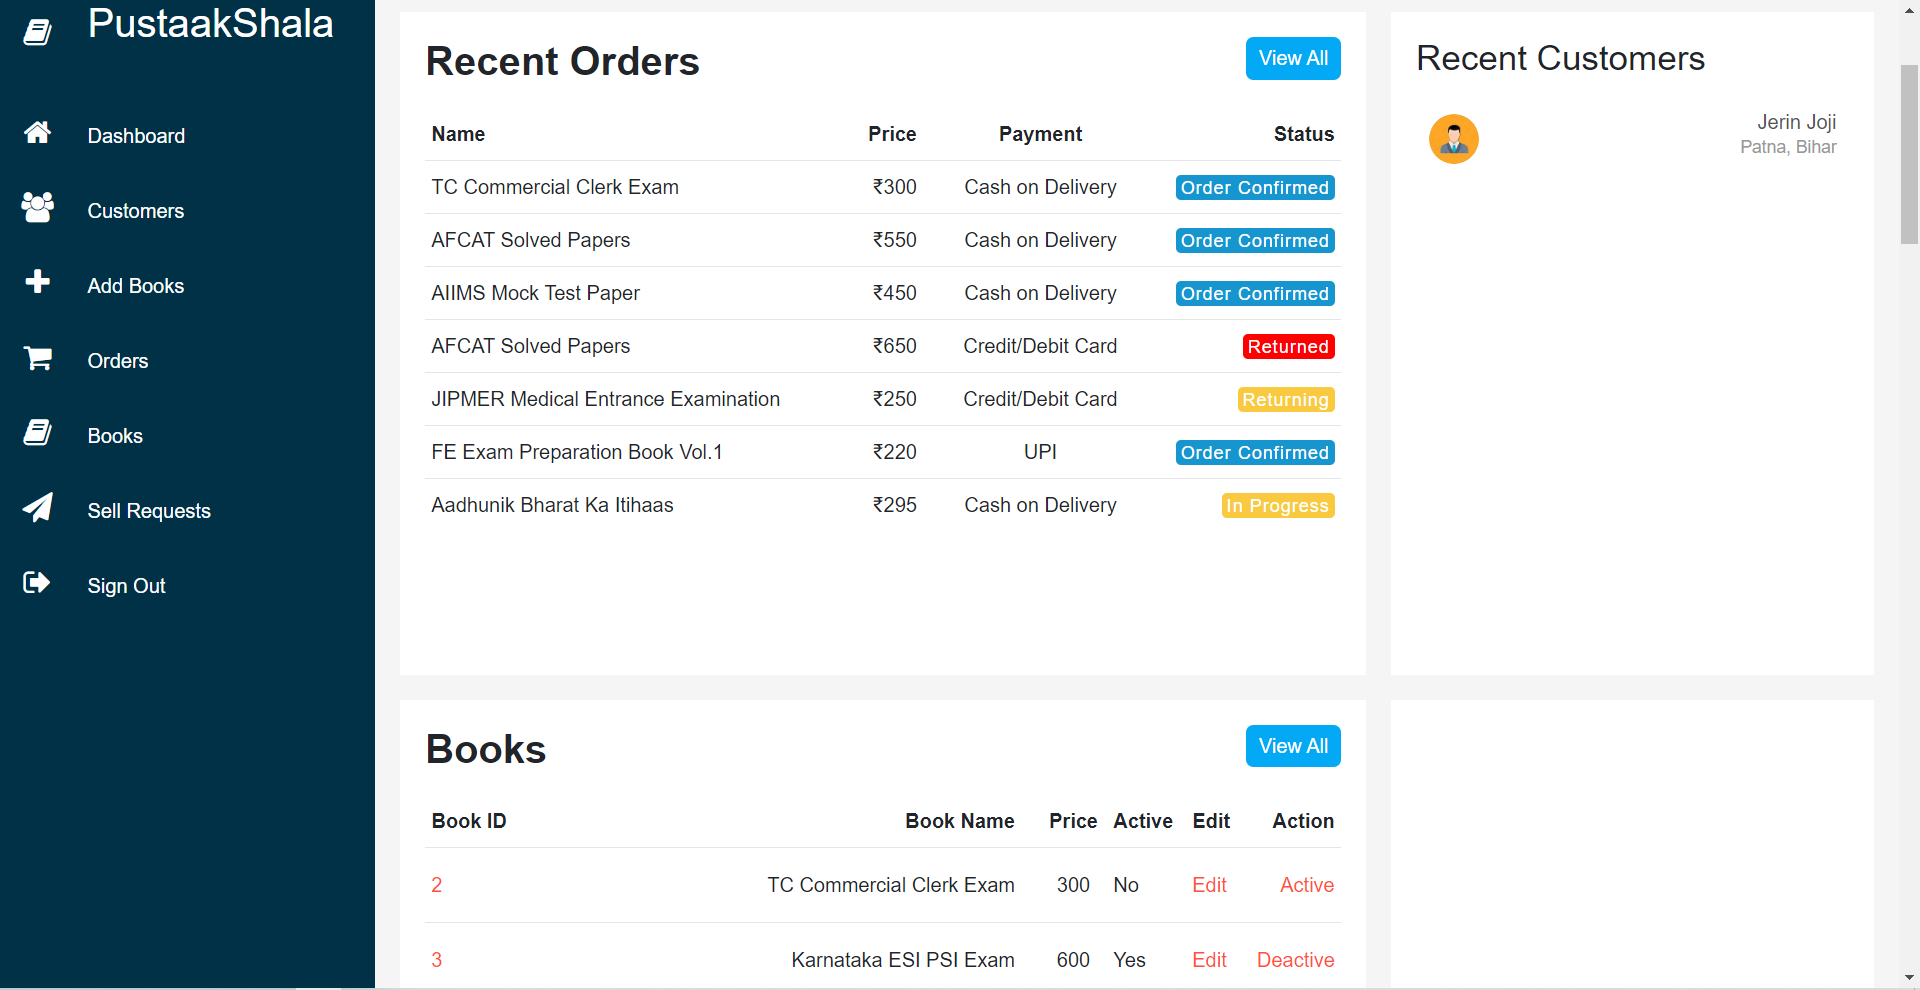 PustaakShala
Dashboard
Customers
Add Books
Orders
Books
Sell Requests
Sign Out
Recent Orders
View All
Name Price Payment Status
TC Commercial Clerk Exam ₹300 Cash on Delivery Order Confirmed
AFCAT Solved Papers ₹550 Cash on Delivery Order Confirmed
AIIMS Mock Test Paper ₹450 Cash on Delivery Order Confirmed
AFCAT Solved Papers ₹650 Credit/Debit Card Returned
JIPMER Medical Entrance Examination ₹250 Credit/Debit Card Returning
FE Exam Preparation Book Vol.1 ₹220 UPI Order Confirmed
Aadhunik Bharat Ka Itihaas ₹295 Cash on Delivery In Progress
Recent Customers
Jerin Joji
Patna, Bihar
Books
View All
Book ID Book Name Price Active Edit Action
2 TC Commercial Clerk Exam 300 No Edit Active
3 Karnataka ESI PSI Exam 600 Yes Edit Deactive